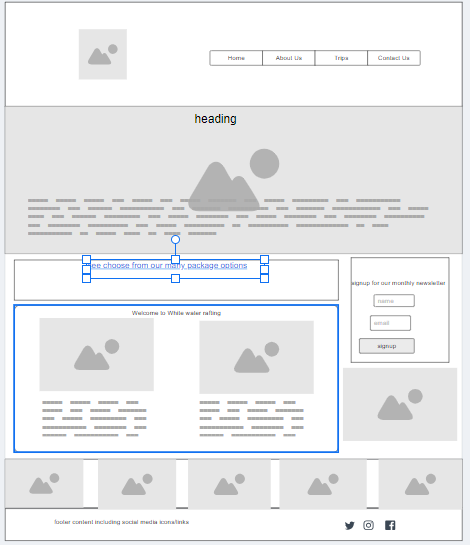 Home About Us Trips Contact Us
heading
choose from our many package options
signup for our monthly newsletter
name
email
signup
Welcome to White water rafting
footer content including social media icons/links